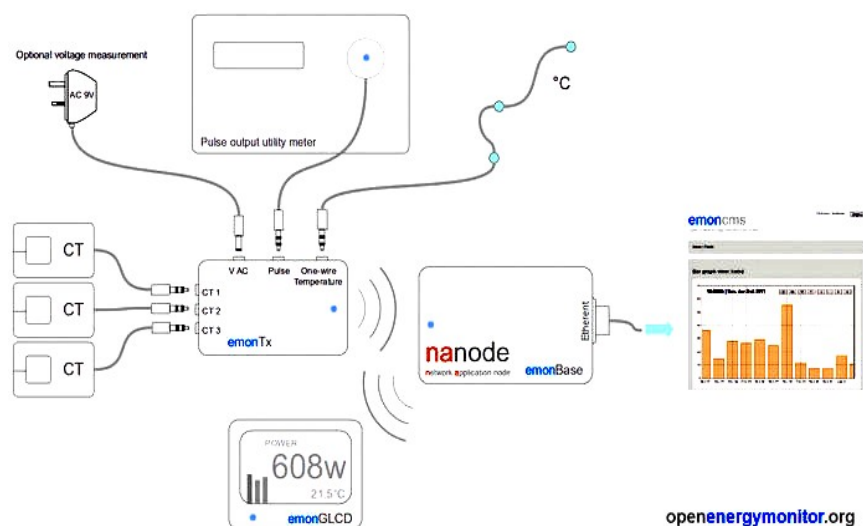 Optional voltage measurement
AC 9V
Pulse output utility meter
°C
V AC
Pulse
One-wire
Temperature
CT
CT
CT
CT 1
CT 2
CT 3
emonTx
nanode
network application node
emonBase
Etherent
emoncms
POWER
608w
21.5°C
emonGLCD
openenergymonitor.org